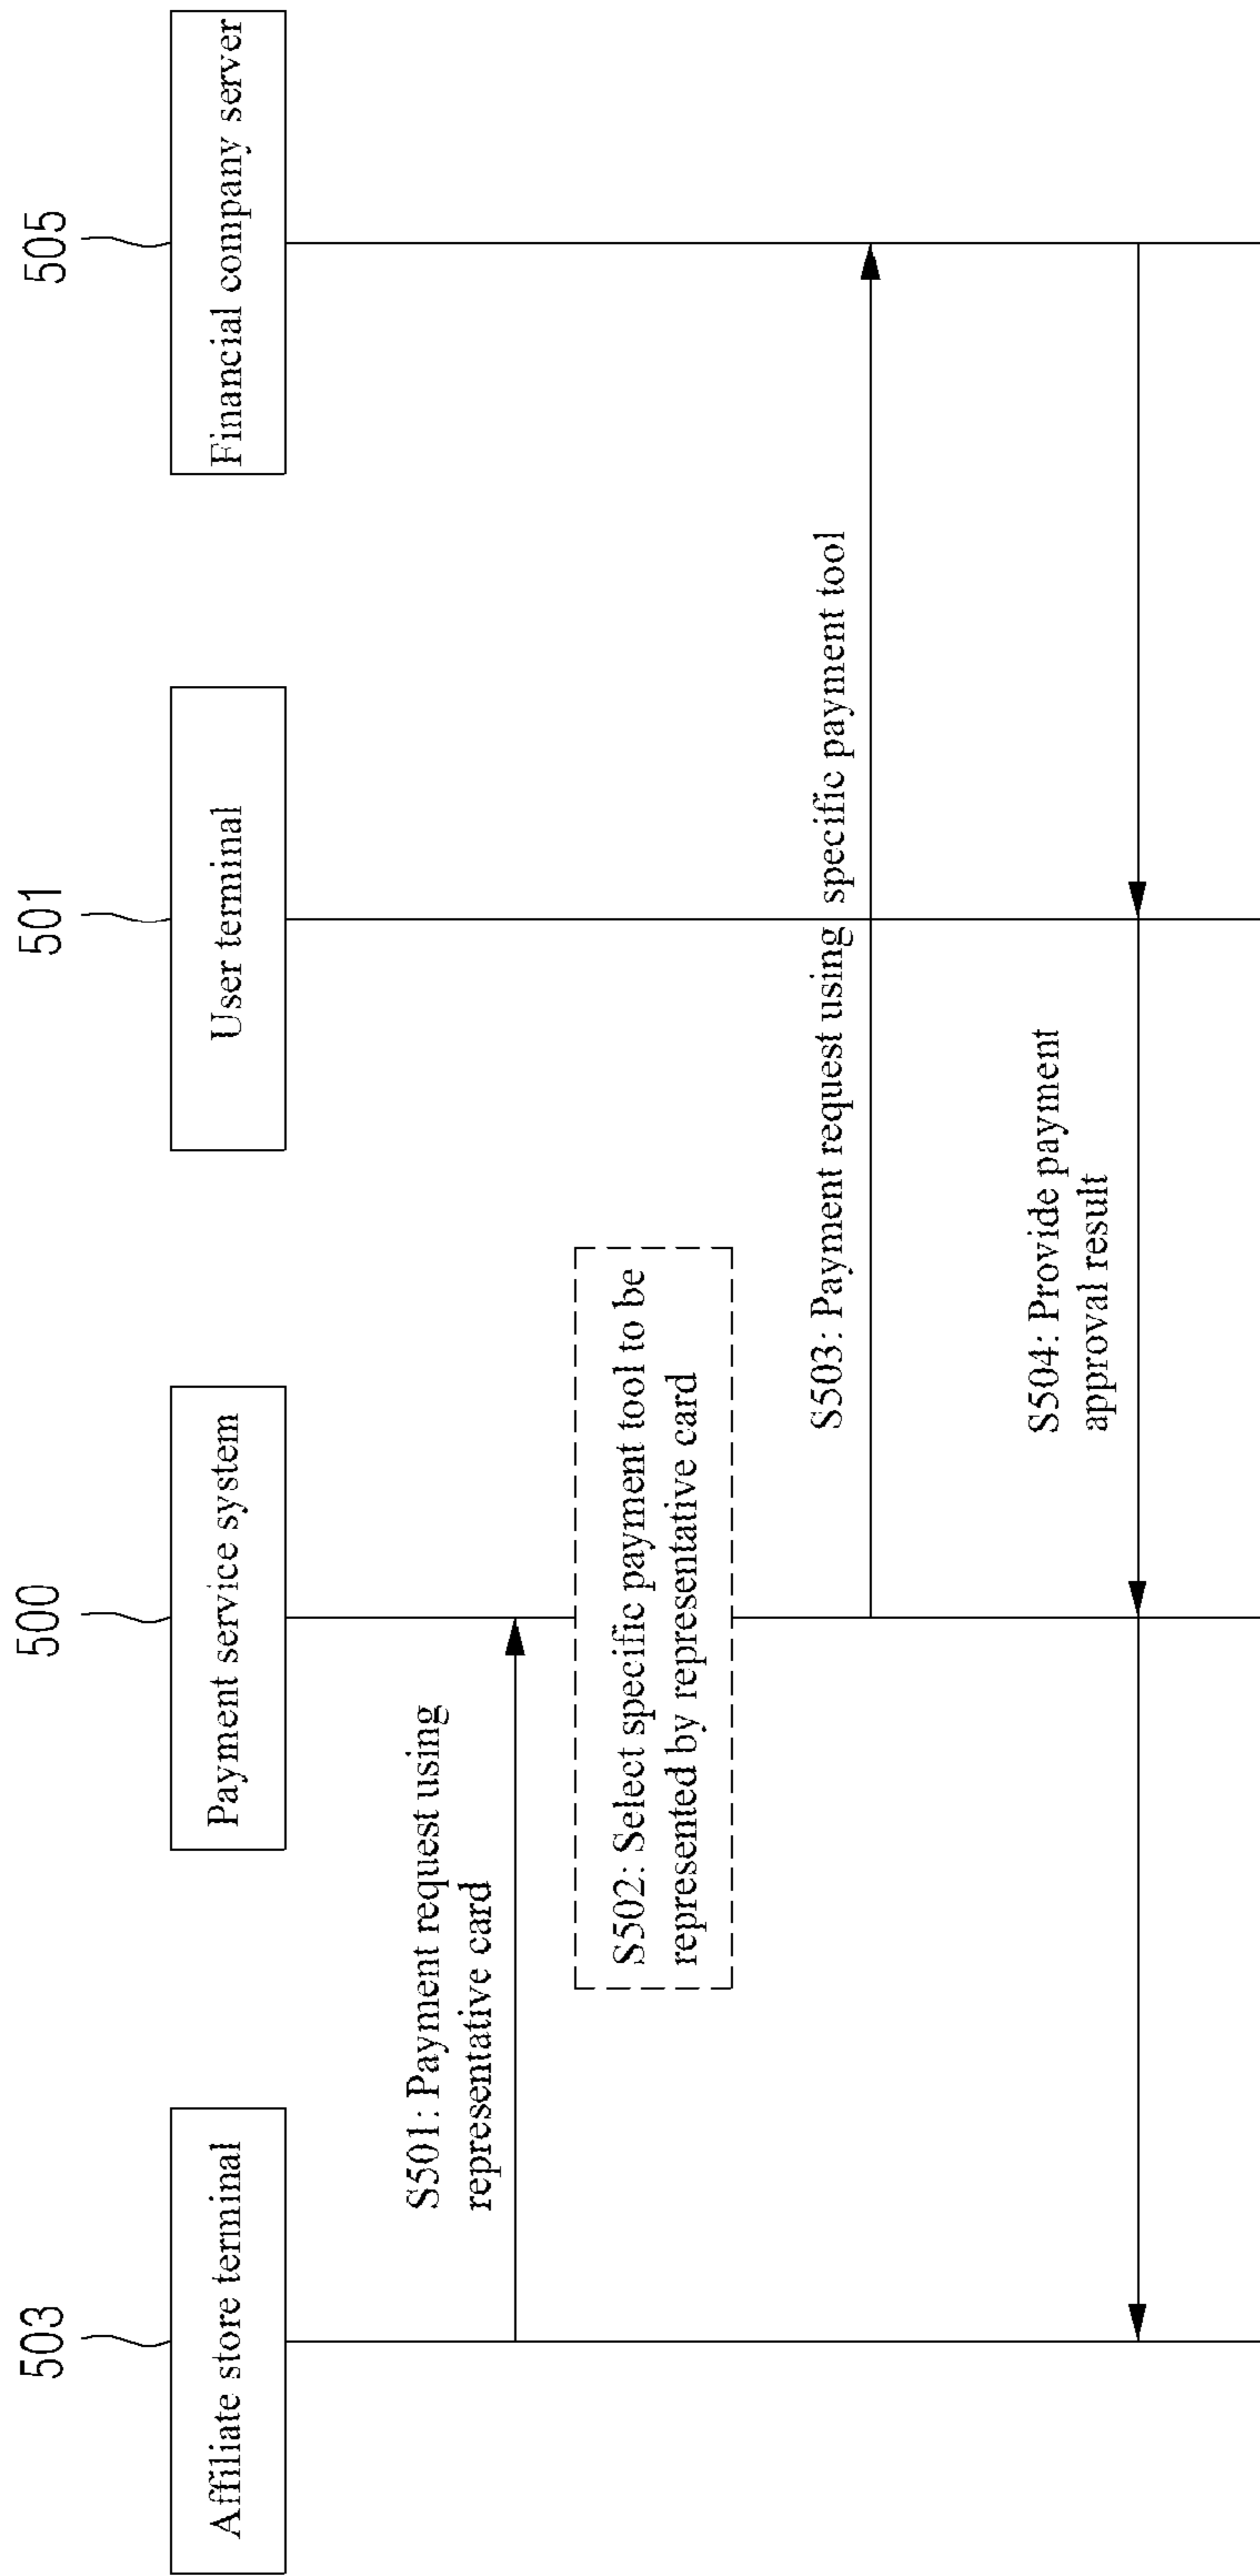 503
500
501
505
Affiliate store terminal
Payment service system
User terminal
Financial company server
S501: Payment request using
representative card
S502: Select specific payment tool to be
represented by representative card
S503: Payment request using specific payment tool
S504: Provide payment
approval result